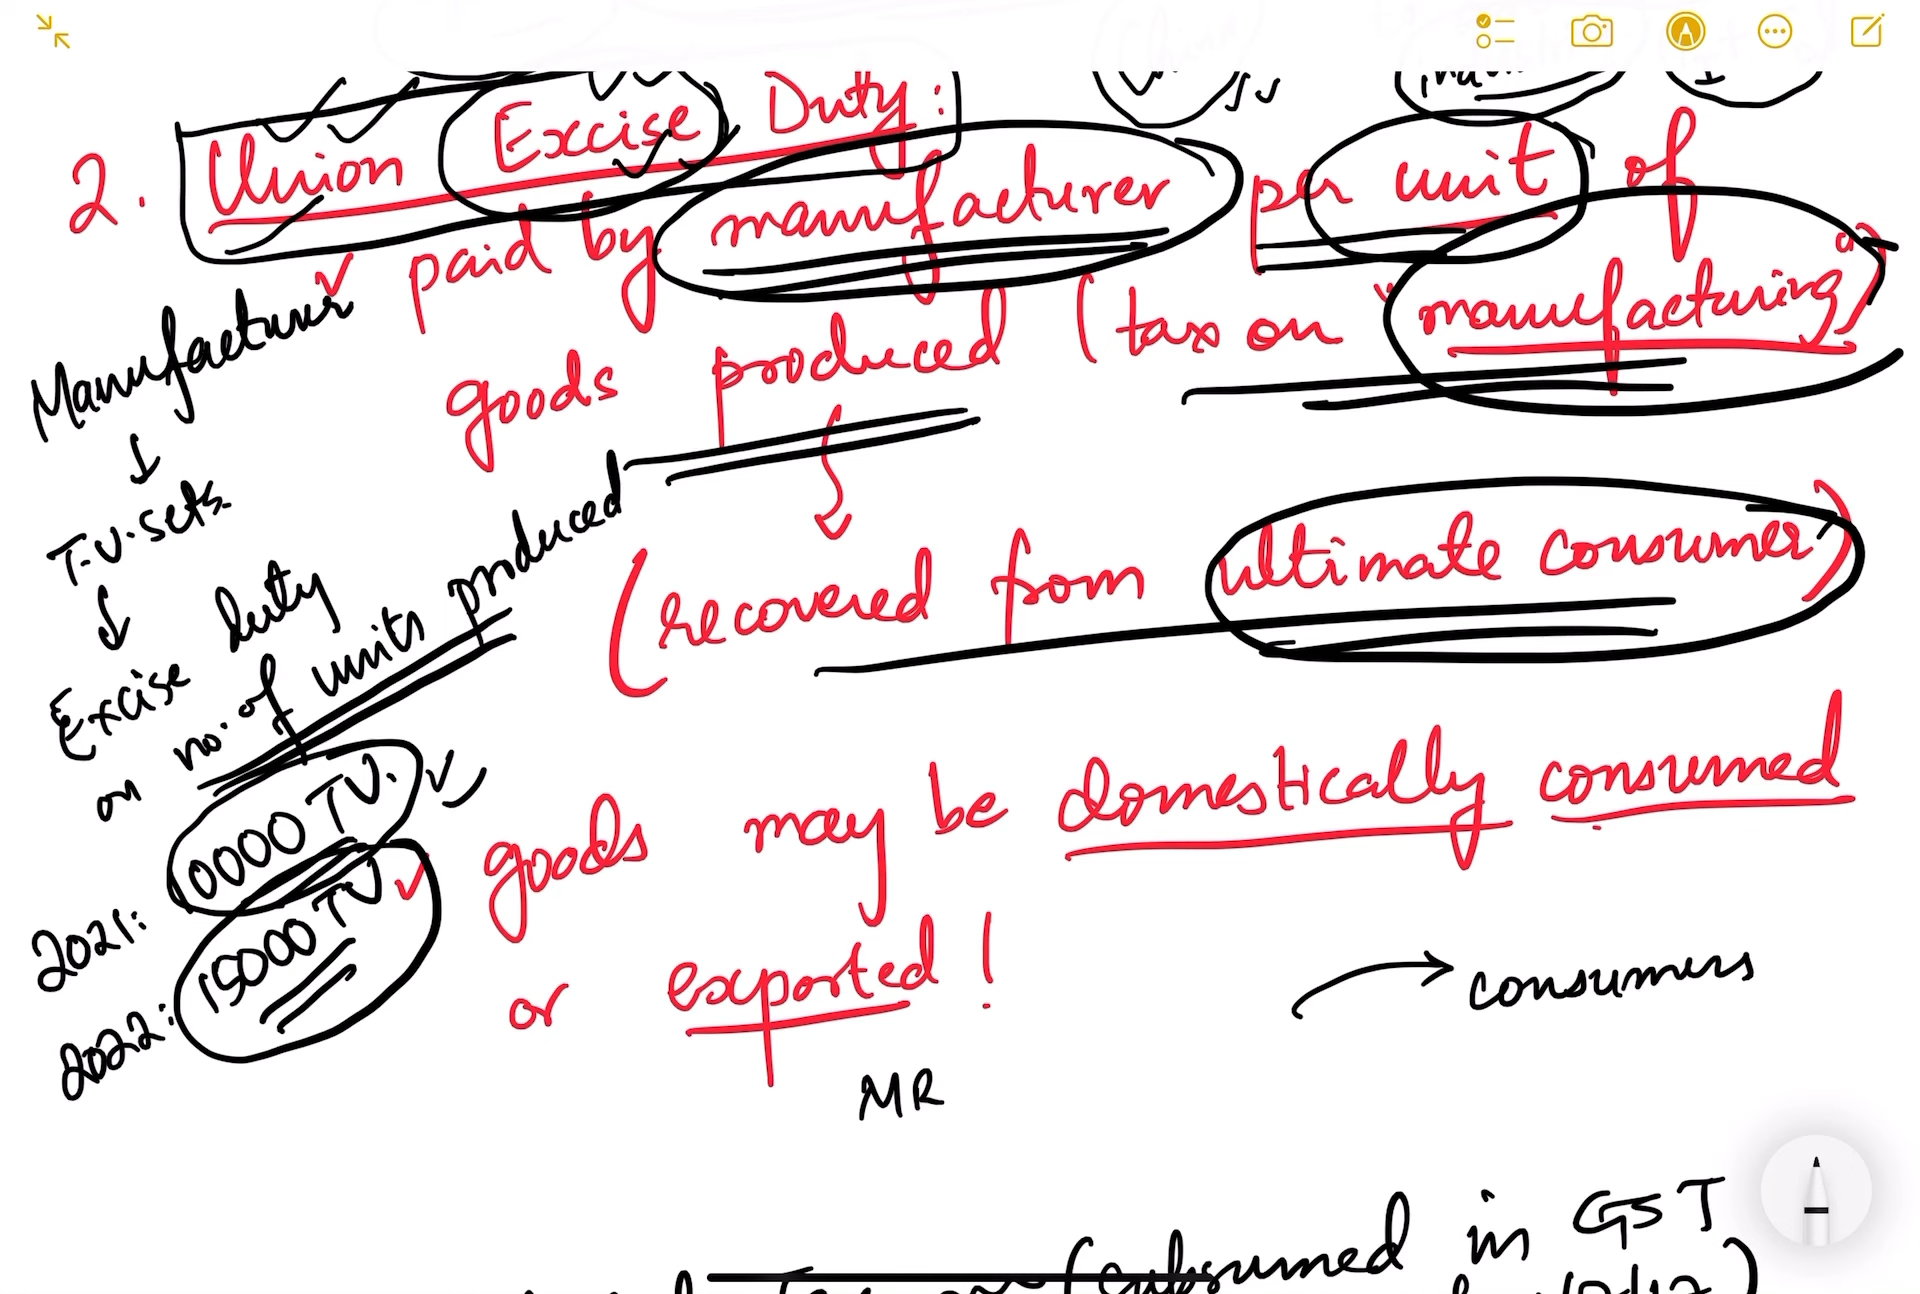 2. Union Excise Duty:
paid by manufacturer per unit of
goods produced (tax on "manufacturing")
(recovered from ultimate consumer)
goods may be domestically consumed
or exported!
Manufacturer
T.V. sets
Excise duty
on no. of units produced
2021: 10000 TV.
2022: 15000 TV
consumers
MR
(subsumed in GST